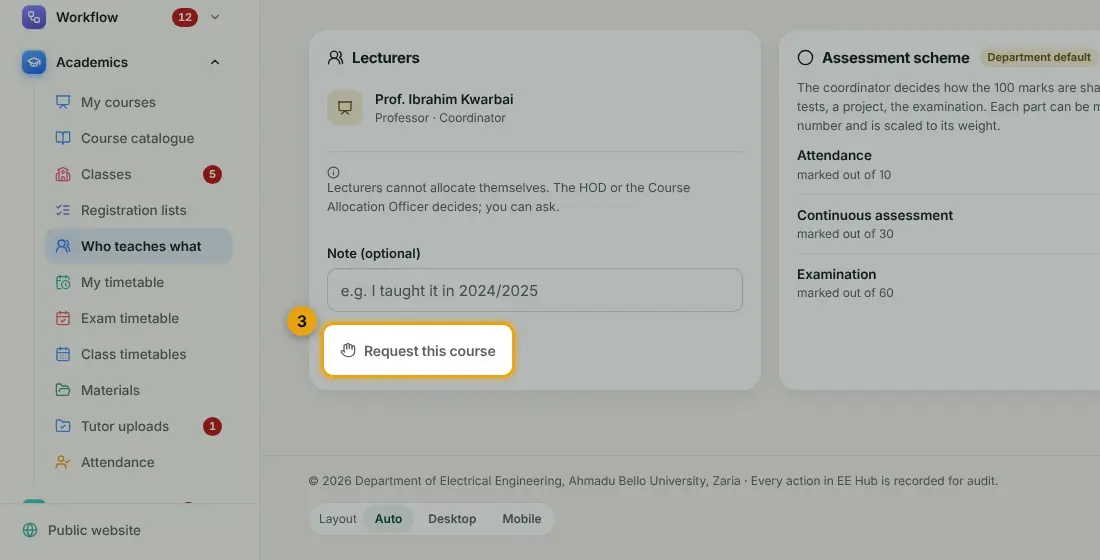 Workflow
12
Academics
My courses
Course catalogue
Classes
5
Registration lists
Who teaches what
My timetable
Exam timetable
Class timetables
Materials
Tutor uploads
1
Attendance
Public website
Lecturers
Prof. Ibrahim Kwarbai
Professor · Coordinator
Lecturers cannot allocate themselves. The HOD or the Course
Allocation Officer decides; you can ask.
Note (optional)
e.g. I taught it in 2024/2025
3
Request this course
Assessment scheme
Department default
The coordinator decides how the 100 marks are
tests, a project, the examination. Each part can be
number and is scaled to its weight.
Attendance
marked out of 10
Continuous assessment
marked out of 30
Examination
marked out of 60
© 2026 Department of Electrical Engineering, Ahmadu Bello University, Zaria · Every action in EE Hub is recorded for audit.
Layout
Auto
Desktop
Mobile